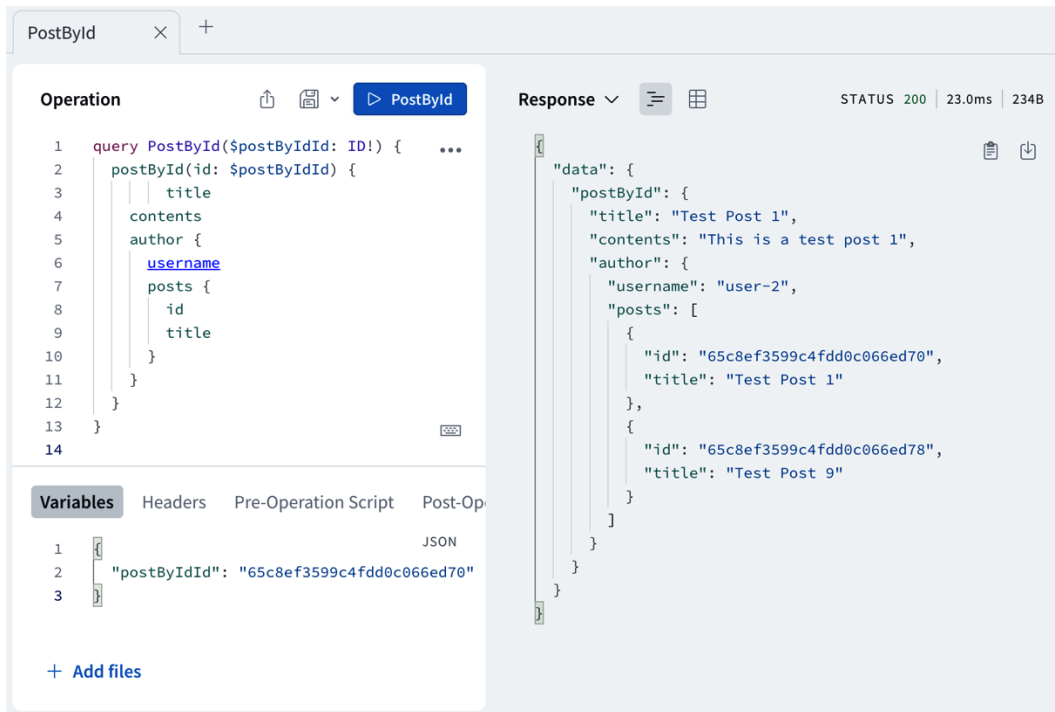 PostById
Operation
PostById
1 query PostById($postByIdId: ID!) {
2 postById(id: $postByIdId) {
3 title
4 contents
5 author {
6 username
7 posts {
8 id
9 title
10 }
11 }
12 }
13 }
14
Variables Headers Pre-Operation Script Post-Op
JSON
1 {
2 "postByIdId": "65c8ef3599c4fdd0c066ed70"
3 }
+ Add files
Response STATUS 200 23.0ms 234B
{
"data": {
"postById": {
"title": "Test Post 1",
"contents": "This is a test post 1",
"author": {
"username": "user-2",
"posts": [
{
"id": "65c8ef3599c4fdd0c066ed70",
"title": "Test Post 1"
},
{
"id": "65c8ef3599c4fdd0c066ed78",
"title": "Test Post 9"
}
]
}
}
}
}